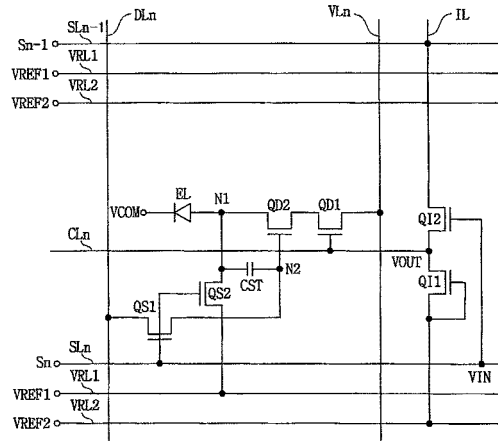 DLn VLn IL
SLn-1
Sn-1
VRL1
VREF1
VRL2
VREF2
EL N1 QD2 QD1
VCOM
QI2
CLn
VOUT
CST N2
QS2
QI1
QS1
SLn
Sn
VRL1
VIN
VREF1
VRL2
VREF2